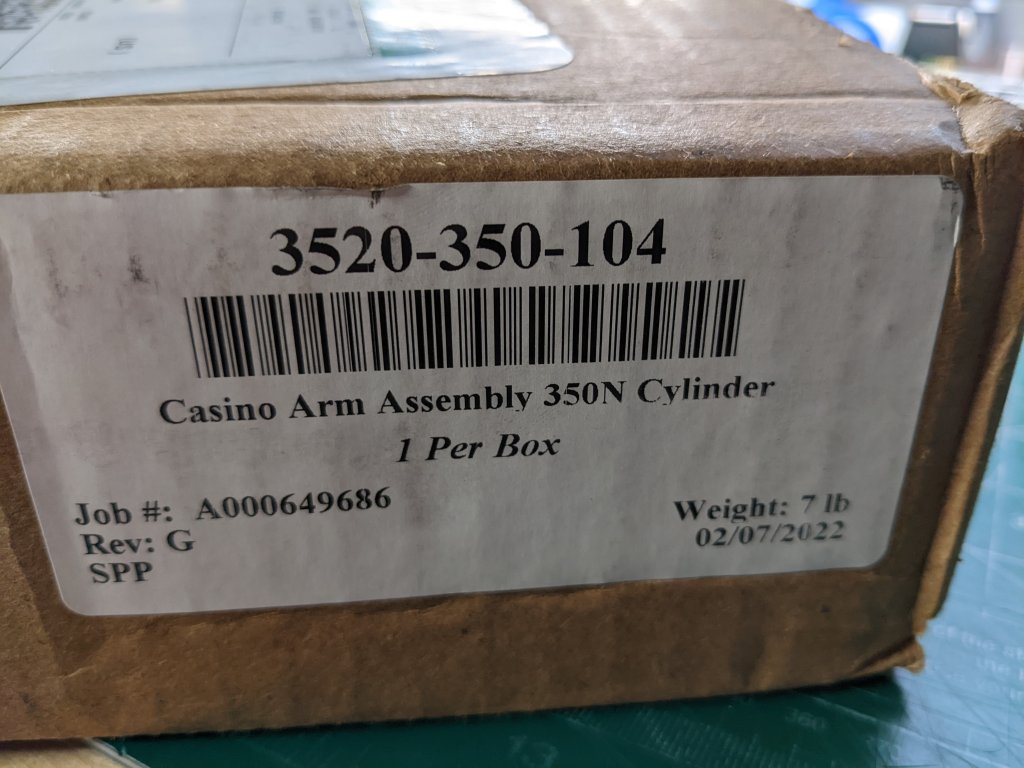 3520-350-104
Casino Arm Assembly 350N Cylinder
1 Per Box
Job #: A000649686
Weight: 7 lb
Rev: G
02/07/2022
SPP